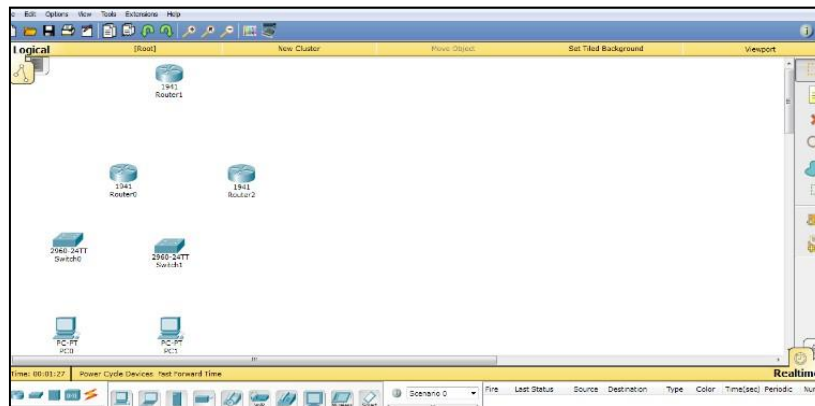 Edit Options View Tools Extensions Help
Logical [Root] New Cluster Move Object Set Tiled Background Viewport
1941
Router1
1941
Router0
1941
Router2
2960-24TT
Switch0
2960-24TT
Switch1
PC-PT
PC0
PC-PT
PC1
Time: 00:01:27 Power Cycle Devices Fast Forward Time
Realtime
Scenario 0 Fire Last Status Source Destination Type Color Time(sec) Periodic